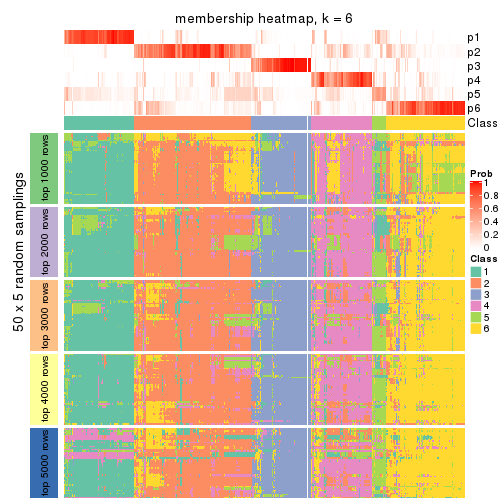 membership heatmap, k = 6
p1
p2
p3
p4
p5
p6
Class
50 x 5 random samplings
top 1000 rows
top 2000 rows
top 3000 rows
top 4000 rows
top 5000 rows
Prob
1
0.8
0.6
0.4
0.2
0
Class
1
2
3
4
5
6